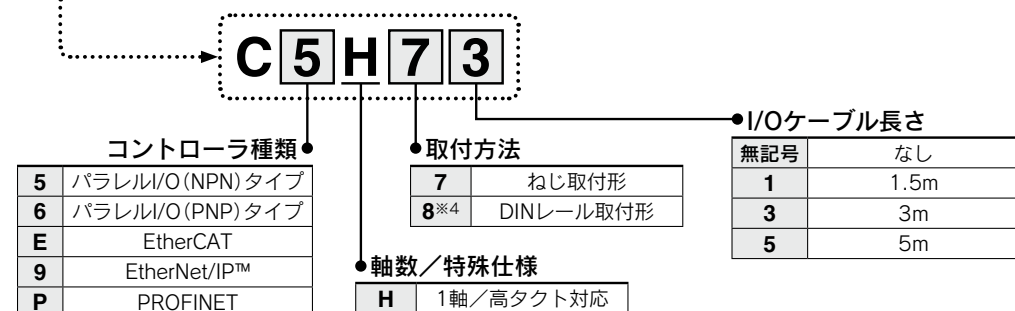 C5H73
コントローラ種類
5 パラレルI/O(NPN)タイプ
6 パラレルI/O(PNP)タイプ
E EtherCAT
9 EtherNet/IP™
P PROFINET
取付方法
7 ねじ取付形
8※4 DINレール取付形
軸数／特殊仕様
H 1軸／高タクト対応
I/Oケーブル長さ
無記号 なし
1 1.5m
3 3m
5 5m